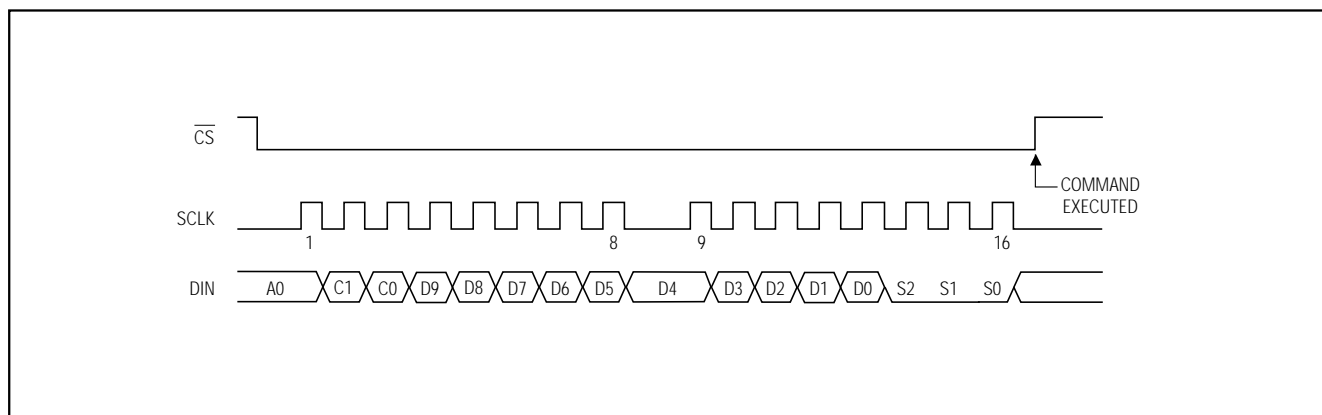 CS
COMMAND
EXECUTED
SCLK
1 8 9 16
DIN A0 C1 C0 D9 D8 D7 D6 D5 D4 D3 D2 D1 D0 S2 S1 S0